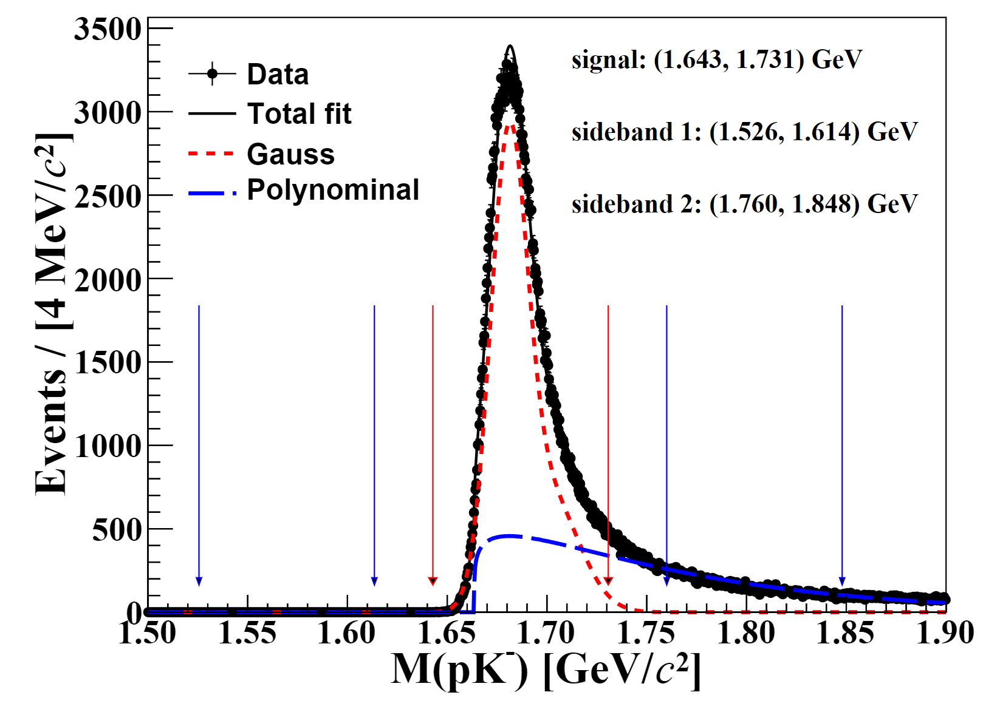 3500
3000
2500
2000
1500
1000
500
0
Events / [4 MeV/c²]
Data
Total fit
Gauss
Polynominal
signal: (1.643, 1.731) GeV
sideband 1: (1.526, 1.614) GeV
sideband 2: (1.760, 1.848) GeV
1.50 1.55 1.60 1.65 1.70 1.75 1.80 1.85 1.90
M(pK⁻) [GeV/c²]